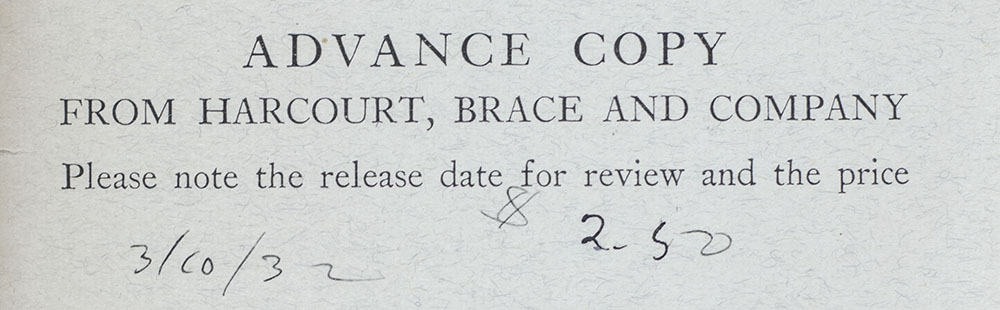 ADVANCE COPY
FROM HARCOURT, BRACE AND COMPANY
Please note the release date for review and the price
3/10/32 $ 2.50